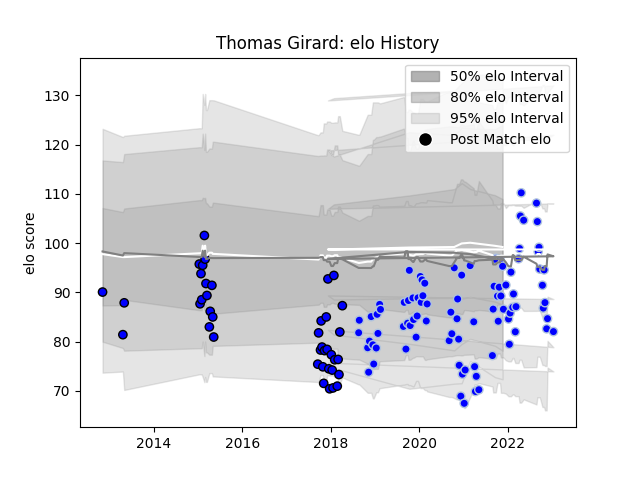 Thomas Girard: elo History
50% elo Interval
80% elo Interval
95% elo Interval
Post Match elo
elo score
130
120
110
100
90
80
70
2014 2016 2018 2020 2022